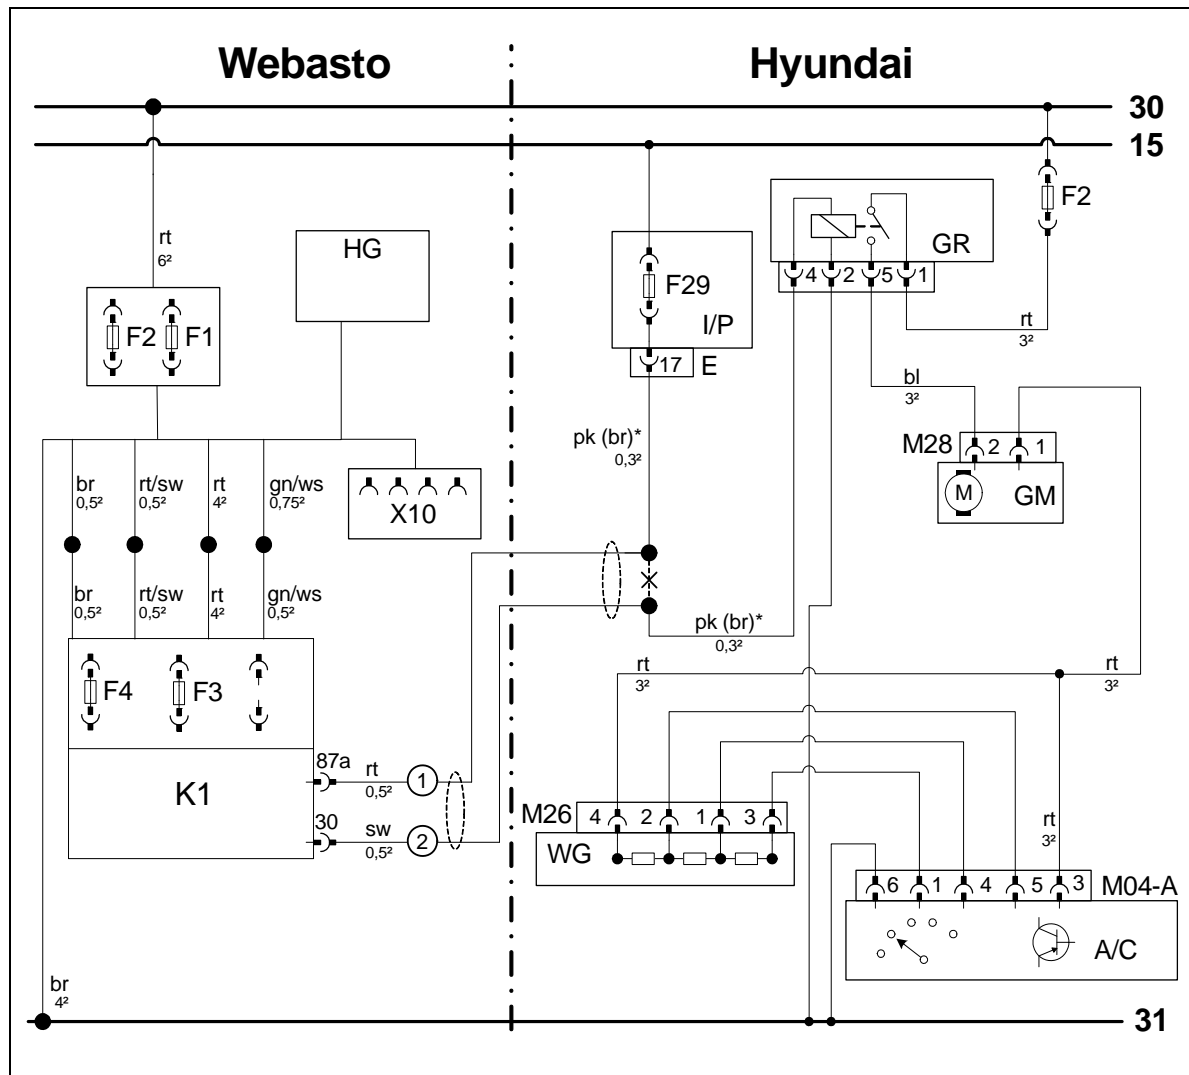 Webasto
Hyundai
30
15
rt
6²
HG
F2 F1
F29
I/P
17 E
GR
4 2 5 1
F2
rt
3²
bl
3²
pk (br)*
0,3²
M28 2 1
M
GM
br
0,5²
rt/sw
0,5²
rt
4²
gn/ws
0,75²
X10
br
0,5²
rt/sw
0,5²
rt
4²
gn/ws
0,5²
pk (br)*
0,3²
rt
3²
rt
3²
F4
F3
K1
87a
rt
0,5²
1
30
sw
0,5²
2
M26 4 2 1 3
WG
rt
3²
6 1 4 5 3 M04-A
A/C
br
4²
31